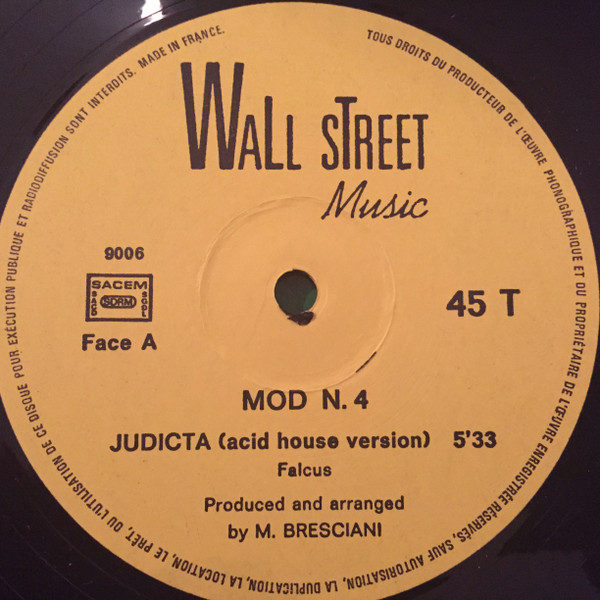 TOUS DROITS DU PRODUCTEUR DE L'ŒUVRE PHONOGRAPHIQUE ET DU PROPRIÉTAIRE DE L'ŒUVRE ENREGISTRÉE RÉSERVÉS, SAUF AUTORISATION, LA DUPLICATION, LA LOCATION, LE PRÊT, OU L'UTILISATION DE CE DISQUE POUR EXÉCUTION PUBLIQUE ET RADIODIFFUSION SONT INTERDITS. MADE IN FRANCE.
WALL STREET
Music
9006
SACEM
SACD
SDRM
SGDL
Face A
45 T
MOD N. 4
JUDICTA (acid house version) 5'33
Falcus
Produced and arranged
by M. BRESCIANI